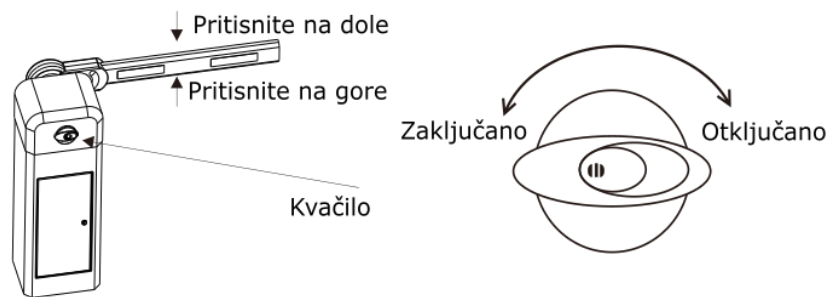 Pritisnite na dole
Pritisnite na gore
Kvačilo
Zaključano
Otključano